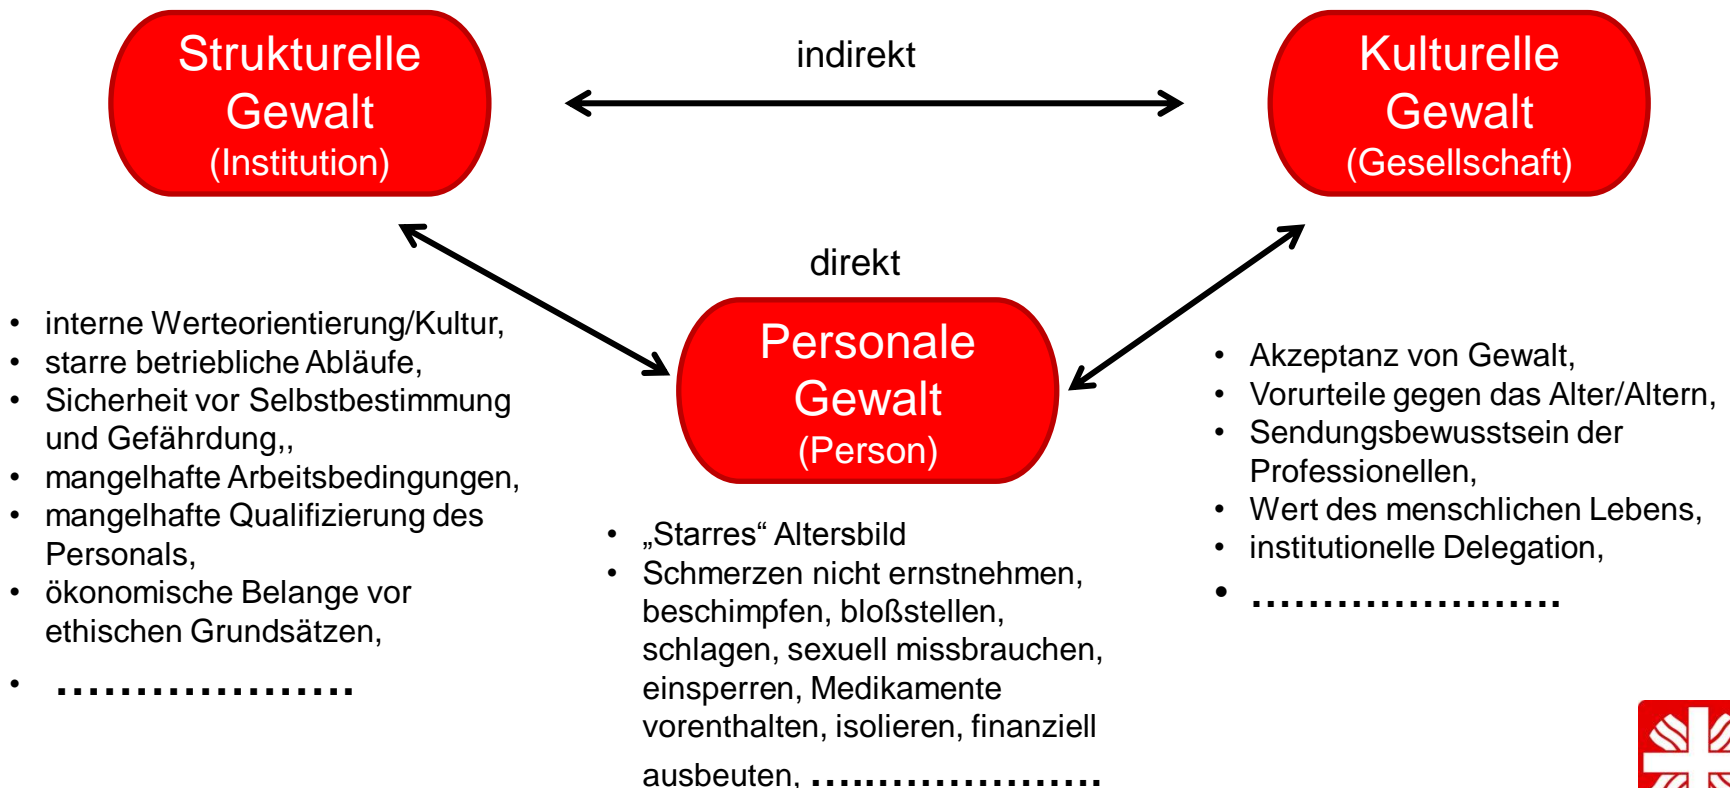 Strukturelle
Gewalt
(Institution)
indirekt
Kulturelle
Gewalt
(Gesellschaft)
direkt
Personale
Gewalt
(Person)
• interne Werteorientierung/Kultur,
• starre betriebliche Abläufe,
• Sicherheit vor Selbstbestimmung
und Gefährdung,,
• mangelhafte Arbeitsbedingungen,
• mangelhafte Qualifizierung des
Personals,
• ökonomische Belange vor
ethischen Grundsätzen,
• ...................
• „Starres“ Altersbild
• Schmerzen nicht ernstnehmen,
beschimpfen, bloßstellen,
schlagen, sexuell missbrauchen,
einsperren, Medikamente
vorenthalten, isolieren, finanziell
ausbeuten, ...................
• Akzeptanz von Gewalt,
• Vorurteile gegen das Alter/Altern,
• Sendungsbewusstsein der
Professionellen,
• Wert des menschlichen Lebens,
• institutionelle Delegation,
• ......................